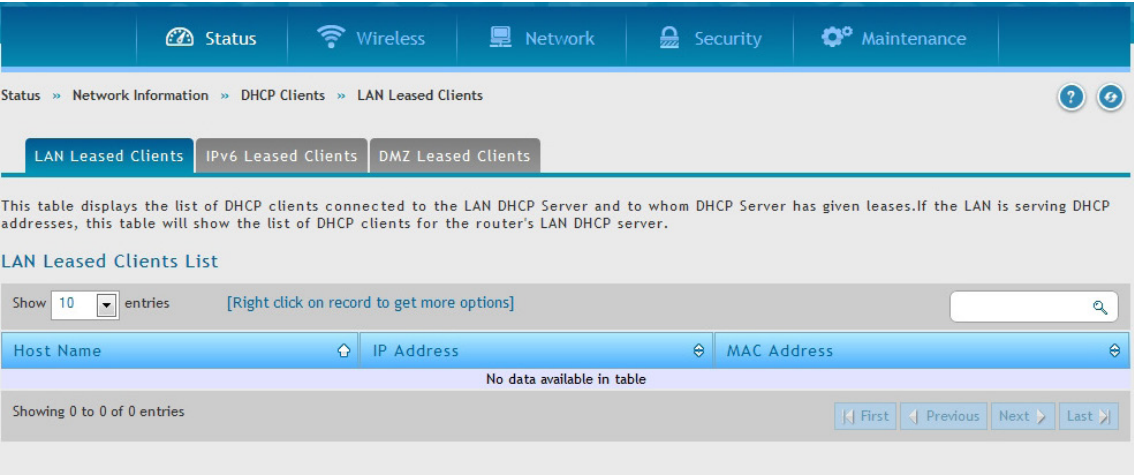 Status Wireless Network Security Maintenance
Status » Network Information » DHCP Clients » LAN Leased Clients
LAN Leased Clients IPv6 Leased Clients DMZ Leased Clients
This table displays the list of DHCP clients connected to the LAN DHCP Server and to whom DHCP Server has given leases.If the LAN is serving DHCP
addresses, this table will show the list of DHCP clients for the router's LAN DHCP server.
LAN Leased Clients List
Show 10 entries [Right click on record to get more options]
Host Name IP Address MAC Address
No data available in table
Showing 0 to 0 of 0 entries First Previous Next Last